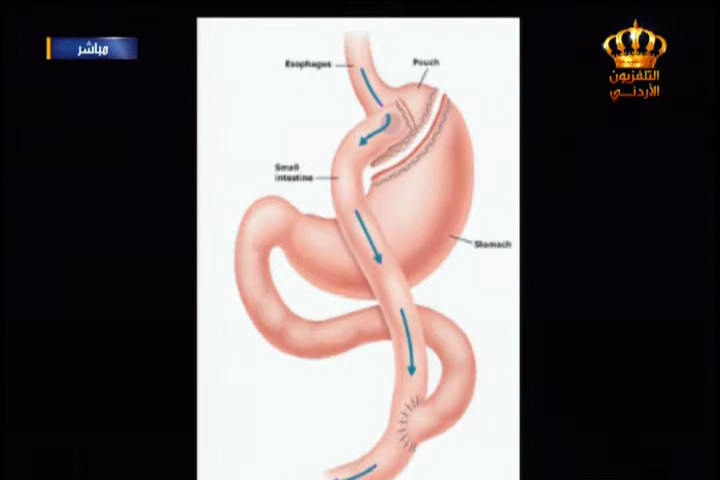 مباشر
التلفزيون
الأردني
Esophagus
Pouch
Small
intestine
Stomach